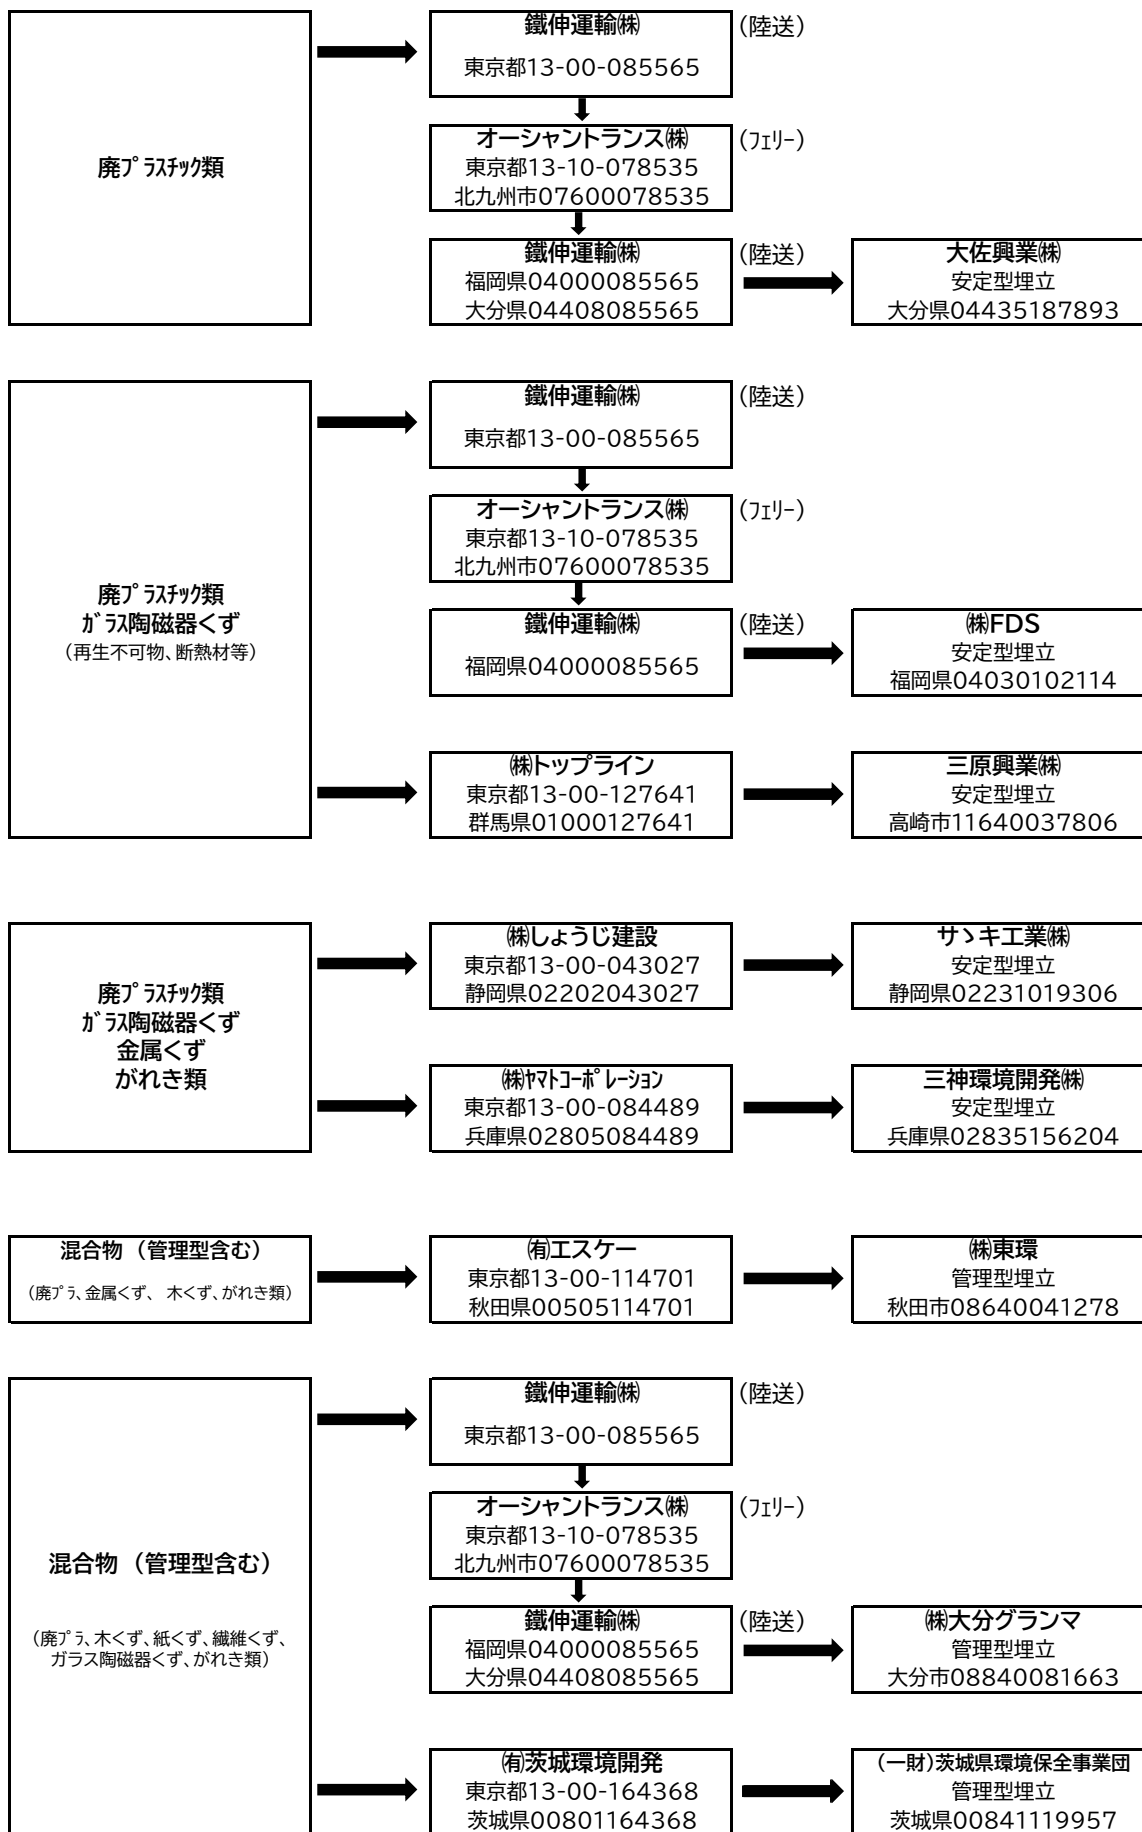 鐵伸運輸㈱
(陸送)
東京都13-00-085565
廃プラスチック類
オーシャントランス㈱
(フェリー)
東京都13-10-078535
北九州市07600078535
鐵伸運輸㈱
(陸送)
福岡県04000085565
大分県04408085565
大佐興業㈱
安定型埋立
大分県04435187893
鐵伸運輸㈱
(陸送)
東京都13-00-085565
オーシャントランス㈱
(フェリー)
東京都13-10-078535
北九州市07600078535
廃プラスチック類
ガラス陶磁器くず
(再生不可物、断熱材等)
鐵伸運輸㈱
(陸送)
福岡県04000085565
㈱FDS
安定型埋立
福岡県04030102114
㈱トップライン
東京都13-00-127641
群馬県01000127641
三原興業㈱
安定型埋立
高崎市11640037806
廃プラスチック類
ガラス陶磁器くず
金属くず
がれき類
㈱しょうじ建設
東京都13-00-043027
静岡県02202043027
サヽキ工業㈱
安定型埋立
静岡県02231019306
㈱ヤマトコーポレーション
東京都13-00-084489
兵庫県02805084489
三神環境開発㈱
安定型埋立
兵庫県02835156204
混合物 (管理型含む)
(廃プラ、金属くず、 木くず、がれき類)
㈲エスケー
東京都13-00-114701
秋田県00505114701
㈱東環
管理型埋立
秋田市08640041278
鐵伸運輸㈱
(陸送)
東京都13-00-085565
オーシャントランス㈱
(フェリー)
東京都13-10-078535
北九州市07600078535
混合物 (管理型含む)
(廃プラ、木くず、紙くず、繊維くず、
ガラス陶磁器くず、がれき類)
鐵伸運輸㈱
(陸送)
福岡県04000085565
大分県04408085565
㈱大分グランマ
管理型埋立
大分市08840081663
㈲茨城環境開発
東京都13-00-164368
茨城県00801164368
(一財)茨城県環境保全事業団
管理型埋立
茨城県00841119957